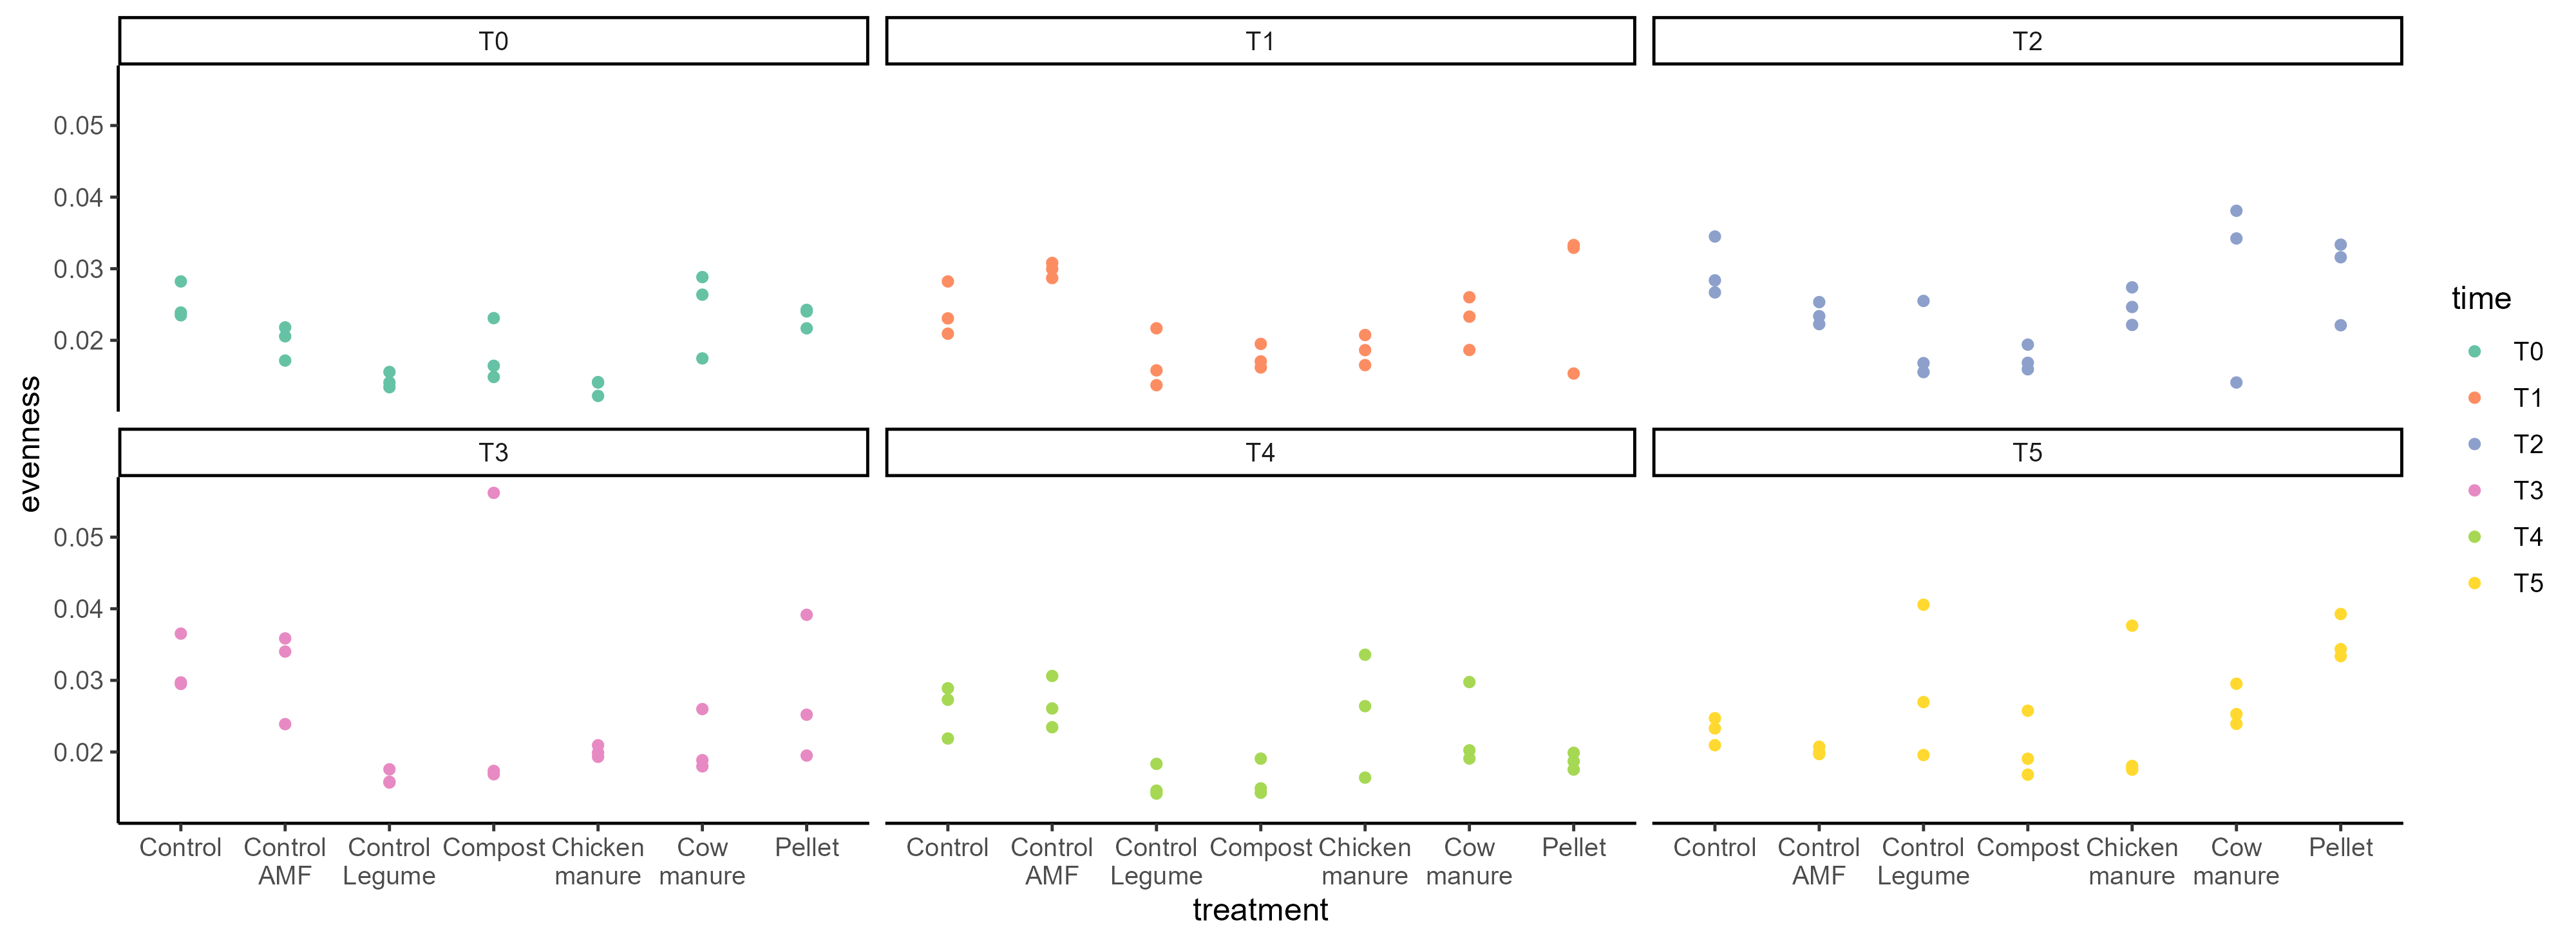 T0
T1
T2
0.05
0.04
0.03
0.02
T3
T4
T5
0.05
0.04
0.03
0.02
evenness
Control
Control
AMF
Control
Legume
Compost
Chicken
manure
Cow
manure
Pellet
Control
Control
AMF
Control
Legume
Compost
Chicken
manure
Cow
manure
Pellet
Control
Control
AMF
Control
Legume
Compost
Chicken
manure
Cow
manure
Pellet
treatment
time
T0
T1
T2
T3
T4
T5